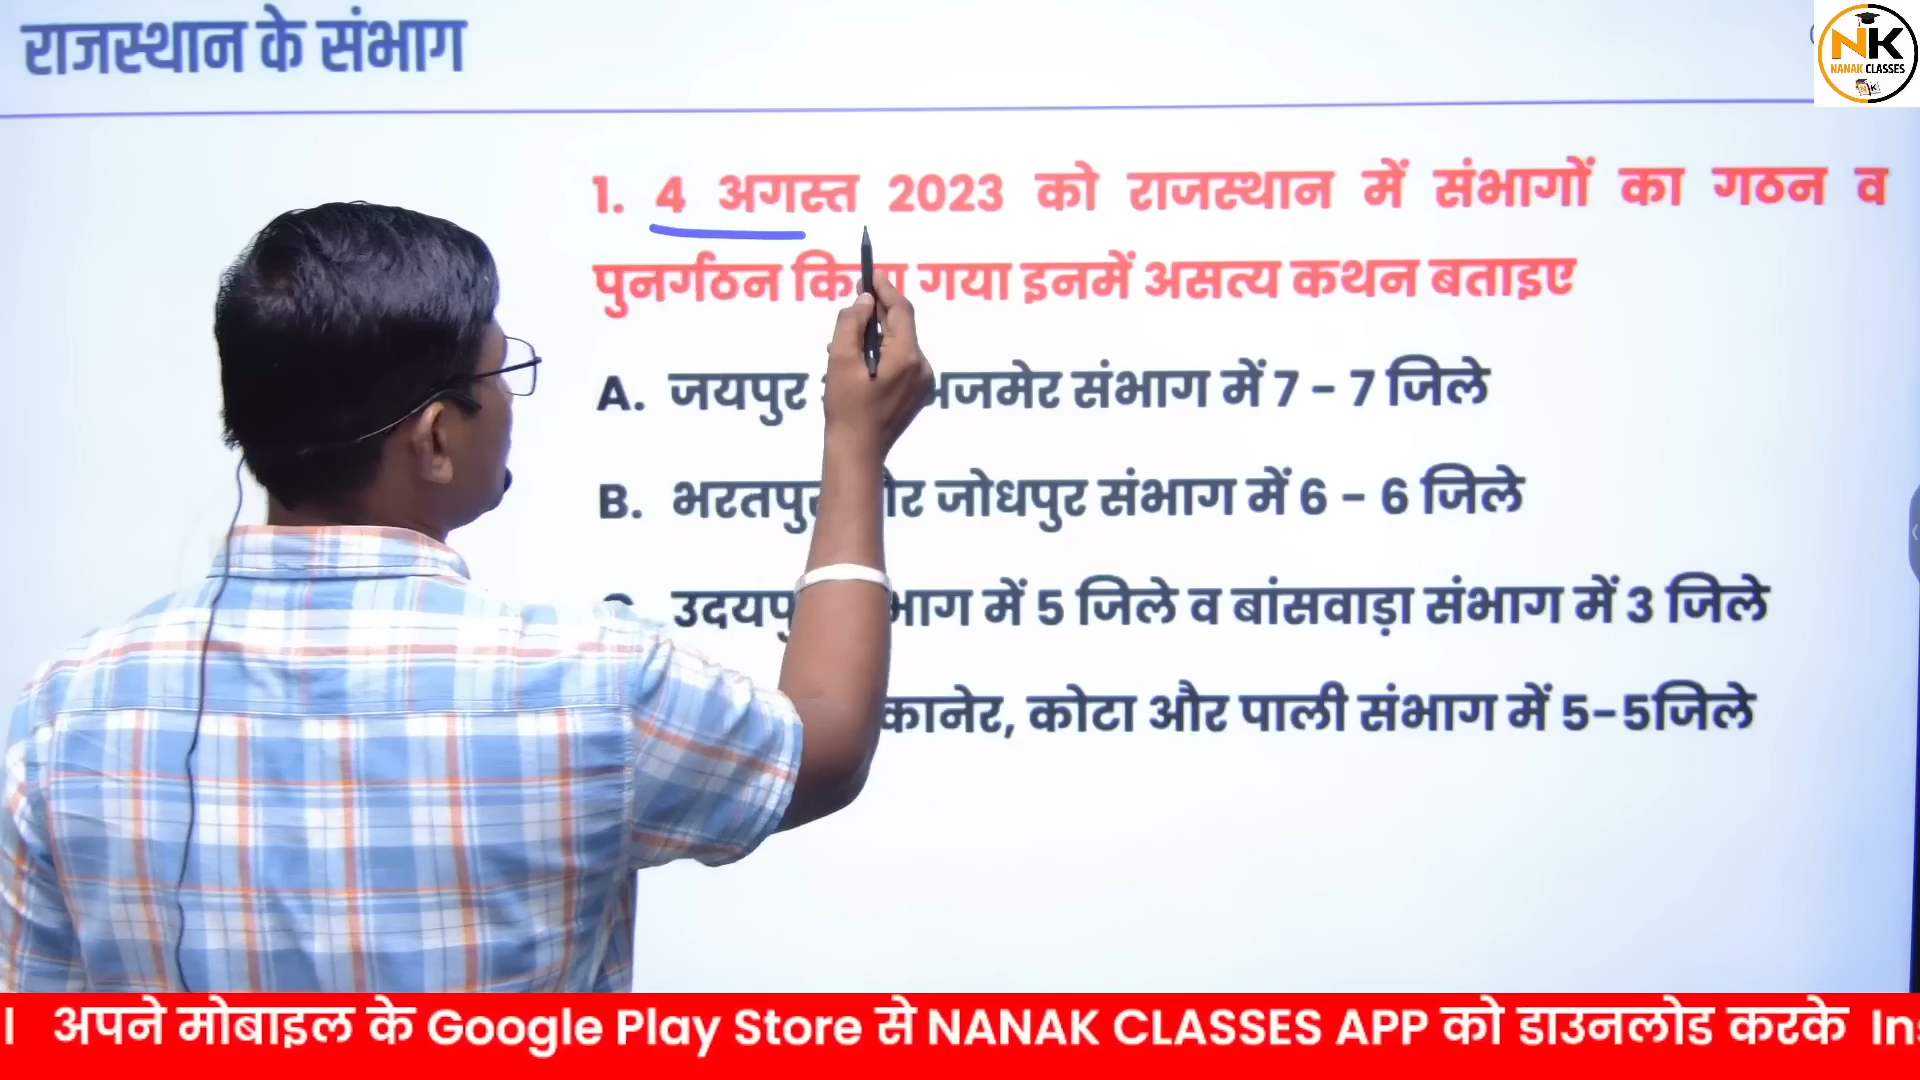 राजस्थान के संभाग
NK
NANAK CLASSES
1. 4 अगस्त 2023 को राजस्थान में संभागों का गठन व
पुनर्गठन किया गया इनमें असत्य कथन बताइए
A. जयपुर अजमेर संभाग में 7 - 7 जिले
B. भरतपुर और जोधपुर संभाग में 6 - 6 जिले
उदयपुर संभाग में 5 जिले व बांसवाड़ा संभाग में 3 जिले
कोटा और पाली संभाग में 5-5जिले
। अपने मोबाइल के Google Play Store से NANAK CLASSES APP को डाउनलोड करके